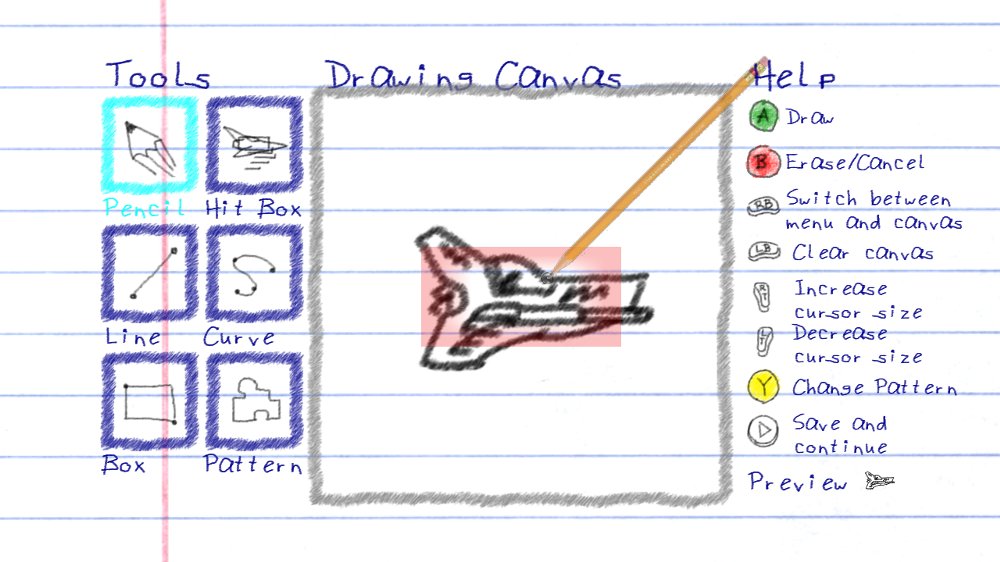 Tools
Pencil
Hit Box
Line
Curve
Box
Pattern
Drawing Canvas
Help
A Draw
B Erase/Cancel
RB Switch between
menu and canvas
LB Clear canvas
RT Increase
cursor size
LT Decrease
cursor size
Y Change Pattern
Save and
continue
Preview